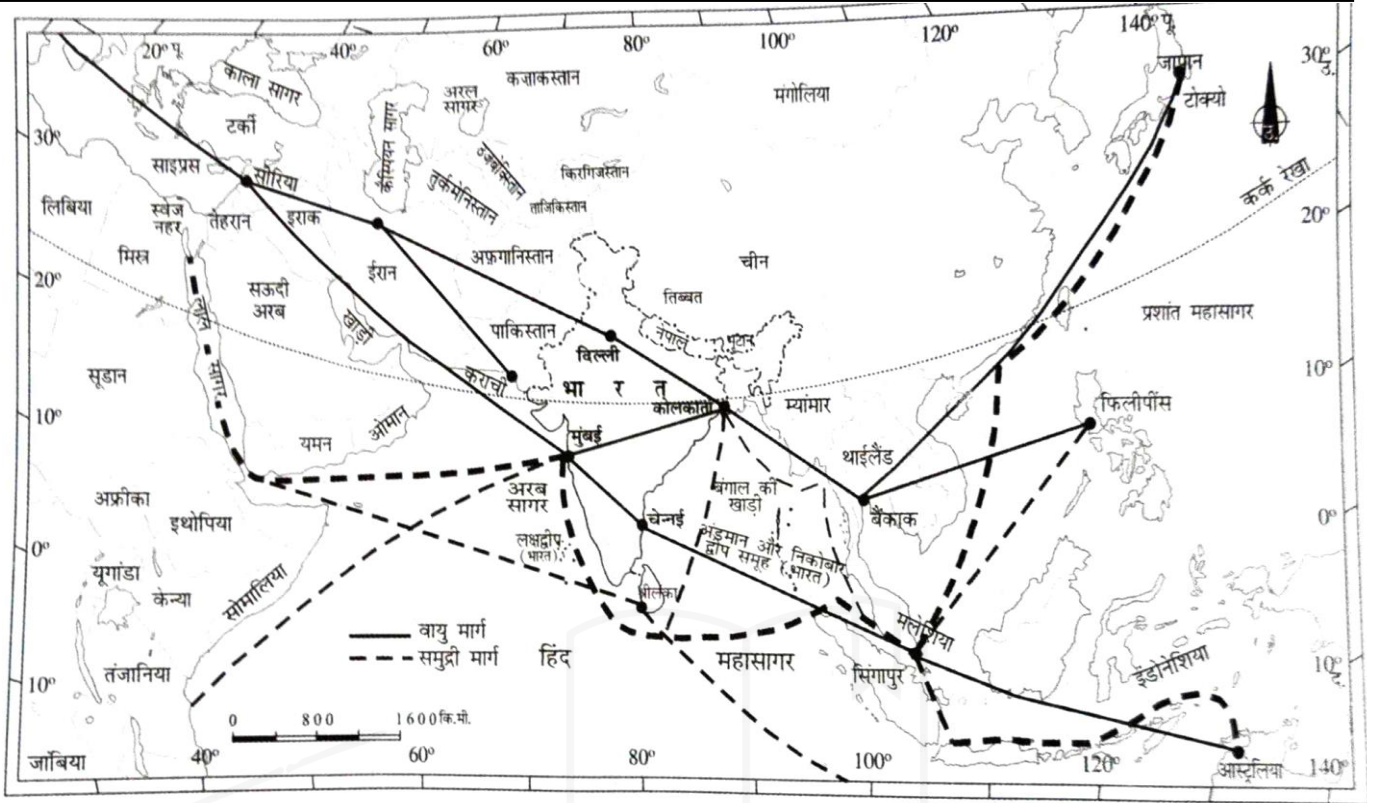 20° पू. 40° 60° 80° 100° 120° 140° पू.
30° उ.
जापान
टोक्यो
काला सागर
कज़ाकस्तान
अरल
सागर
मंगोलिया
कैस्पियन सागर
टर्की
30°
साइप्रस
सीरिया
उज़बेकिस्तान
किरगिजस्तान
तुर्कमेनिस्तान
ताजिकिस्तान
कर्क रेखा
लिबिया
स्वेज
नहर
तेहरान
इराक
20°
मिस्र
अफ़गानिस्तान
चीन
ईरान
20°
सऊदी
अरब
तिब्बत
लाल सागर
खाड़ी
पाकिस्तान
नेपाल
भूटान
प्रशांत महासागर
दिल्ली
सूडान
कराची
भारत
10°
कोलकाता
म्यांमार
फिलीपींस
10°
ओमान
यमन
मुंबई
थाईलैंड
अफ्रीका
अरब
सागर
बंगाल की
खाड़ी
बैंकाक
इथोपिया
चेन्नई
0°
0°
लक्षद्वीप
(भारत)
अंडमान और निकोबार
द्वीप समूह (भारत)
यूगांडा
केन्या
सोमालिया
श्रीलंका
मलेशिया
वायु मार्ग
समुद्री मार्ग
हिंद महासागर
तंजानिया
सिंगापुर
इंडोनेशिया
10° द.
10°
0 800 1600 कि.मी.
जांबिया
40° 60° 80° 100° 120° 140°
आस्ट्रलिया